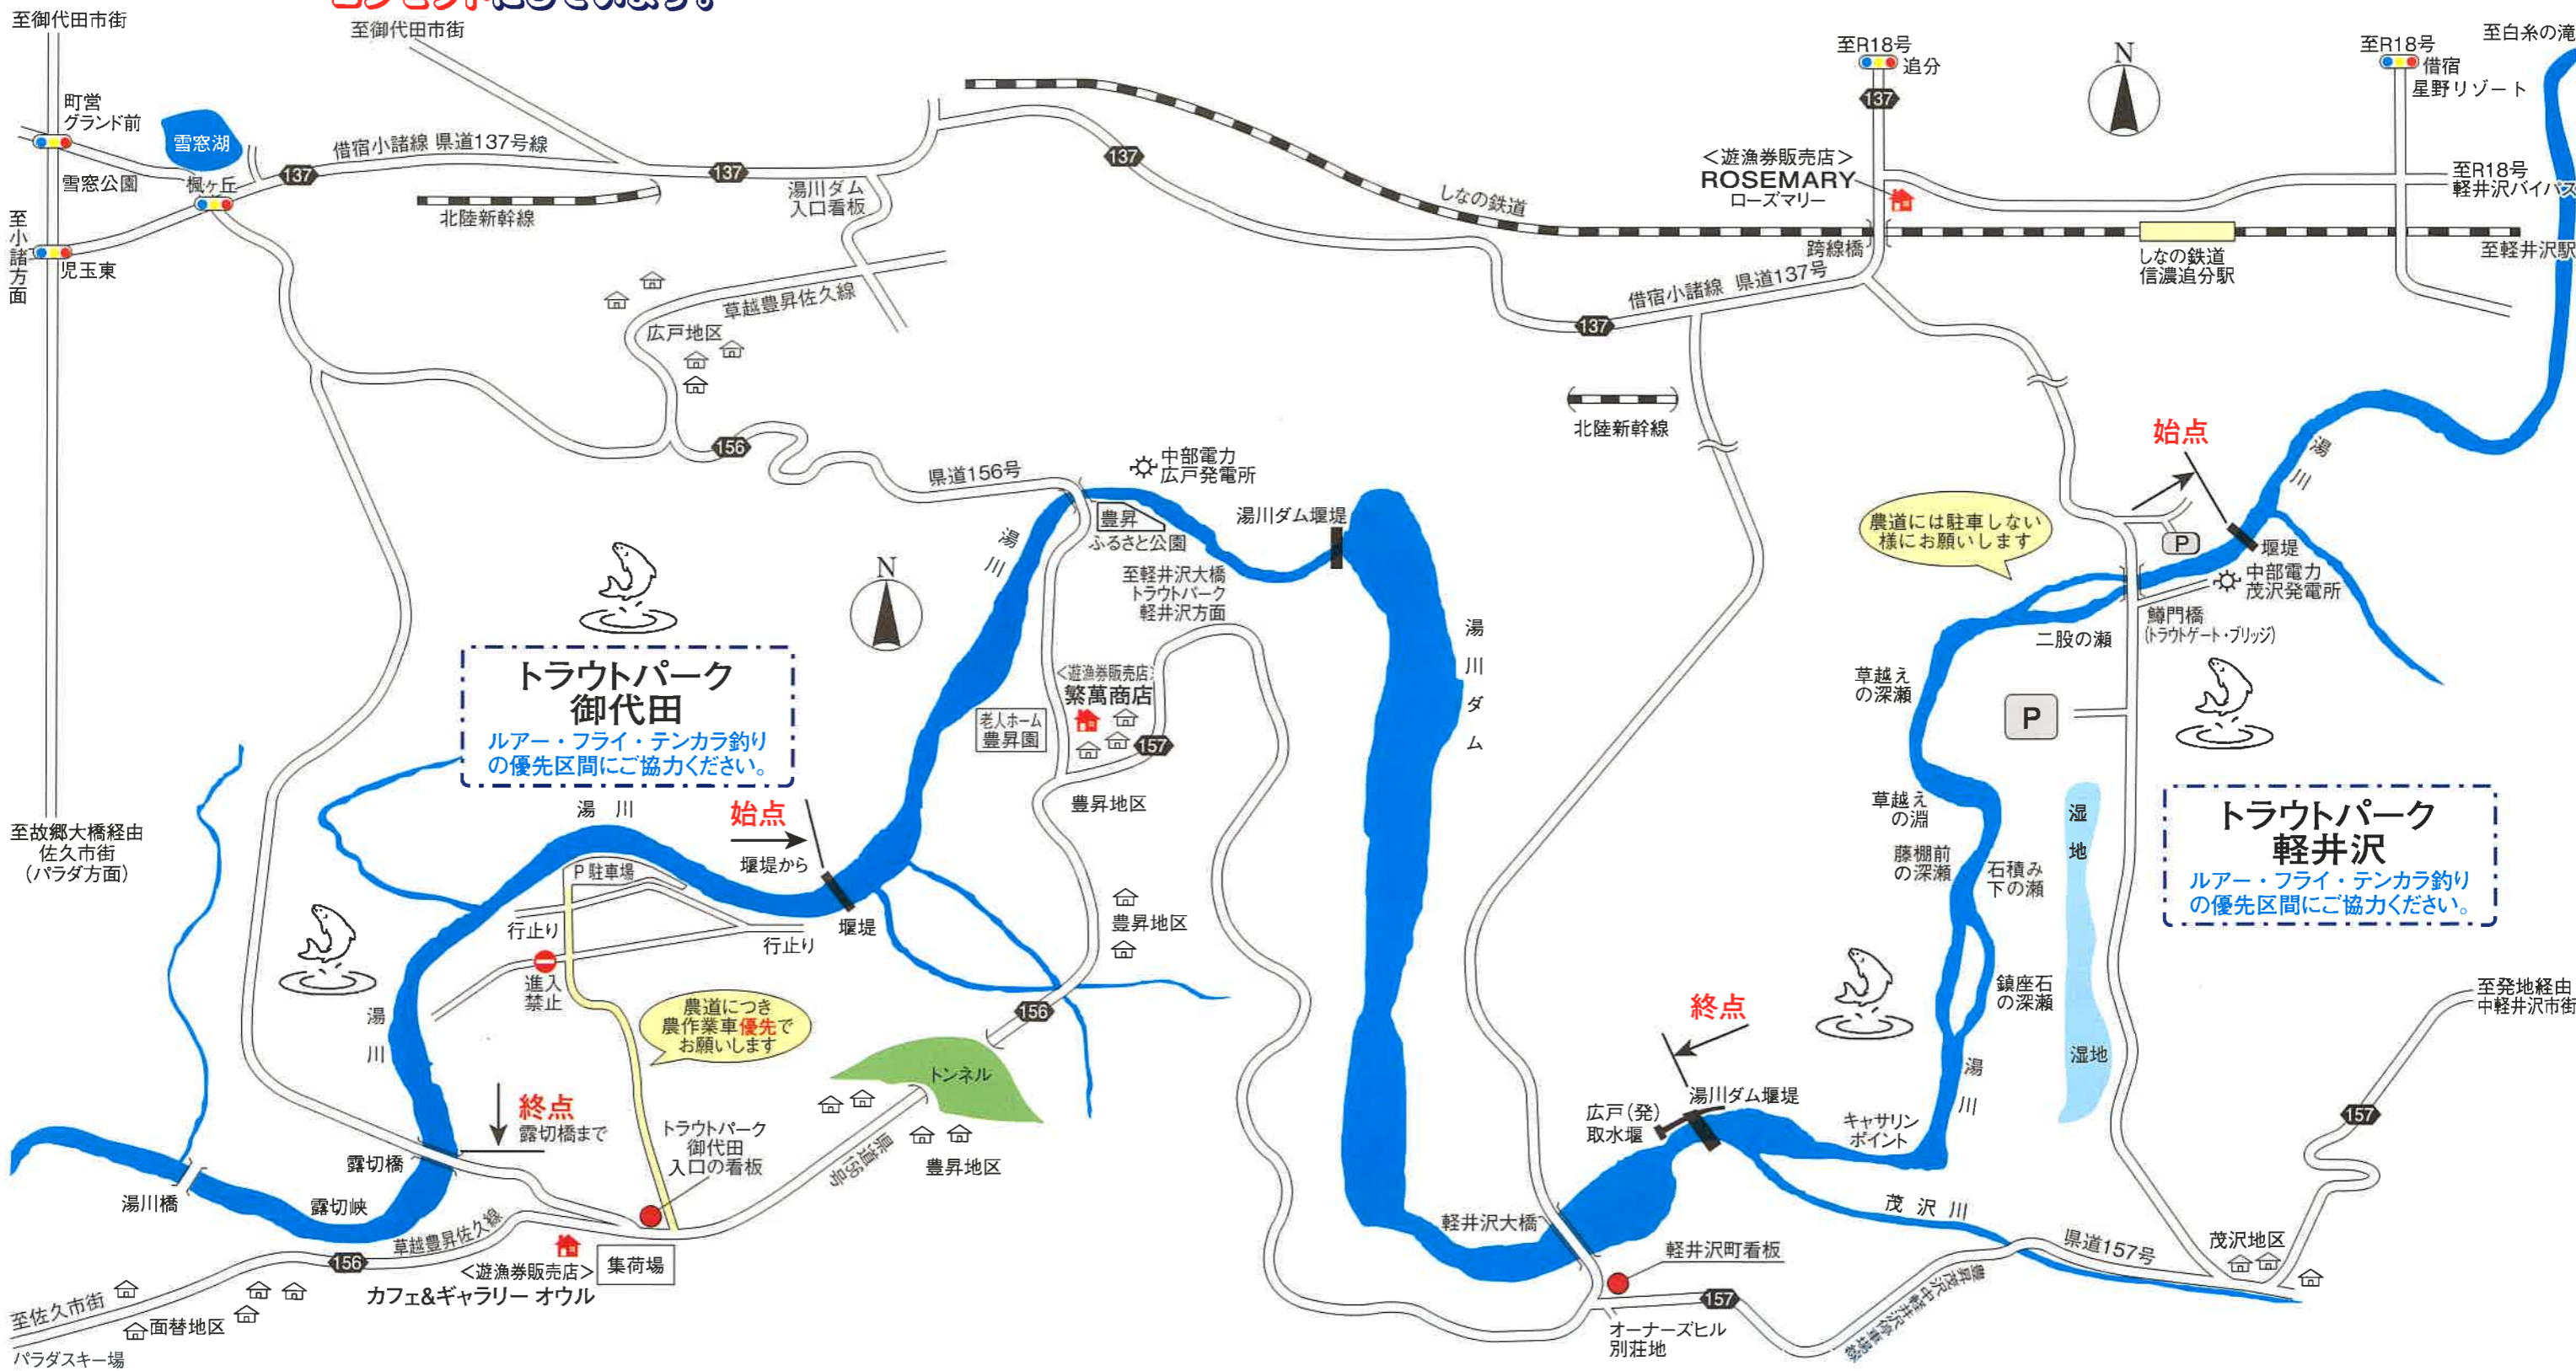 コンセプトにしています。
至御代田市街
至御代田市街
町営
グランド前
雪窓湖
雪窓公園
楓ヶ丘
137
借宿小諸線 県道137号線
至小諸方面
児玉東
北陸新幹線
137
湯川ダム
入口看板
137
しなの鉄道
至R18号
追分
137
<遊漁券販売店>
ROSEMARY
ローズマリー
跨線橋
N
至R18号
借宿
星野リゾート
至白糸の滝
至R18号
軽井沢バイパス
しなの鉄道
信濃追分駅
至軽井沢駅
借宿小諸線 県道137号
137
草越豊昇佐久線
広戸地区
156
県道156号
中部電力
広戸発電所
北陸新幹線
始点
湯川
豊昇
ふるさと公園
湯川ダム堰堤
湯川
農道には駐車しない
様にお願いします
P
堰堤
中部電力
茂沢発電所
鱒門橋
(トラウトゲート・ブリッジ)
二股の瀬
N
至軽井沢大橋
トラウトパーク
軽井沢方面
湯川ダム
トラウトパーク
御代田
ルアー・フライ・テンカラ釣り
の優先区間にご協力ください。
<遊漁券販売店>
繁萬商店
老人ホーム
豊昇園
157
豊昇地区
草越え
の深瀬
P
草越え
の淵
藤棚前
の深瀬
石積み
下の瀬
湿地
トラウトパーク
軽井沢
ルアー・フライ・テンカラ釣り
の優先区間にご協力ください。
至故郷大橋経由
佐久市街
(パラダ方面)
湯川
始点
堰堤から
P 駐車場
行止り
行止り
堰堤
豊昇地区
進入
禁止
農道につき
農作業車優先で
お願いします
156
トンネル
湯川
終点
露切橋まで
露切橋
湯川橋
露切峡
トラウトパーク
御代田
入口の看板
県道156号
豊昇地区
草越豊昇佐久線
156
<遊漁券販売店>
カフェ&ギャラリー オウル
集荷場
至佐久市街
面替地区
パラダスキー場
鎮座石
の深瀬
湿地
終点
湯川
湯川ダム堰堤
広戸(発)
取水堰
キャサリン
ポイント
至発地経由
中軽井沢市街
157
軽井沢大橋
茂沢川
軽井沢町看板
県道157号
茂沢地区
157
豊昇茂沢中軽井沢停車場線
オーナーズヒル
別荘地